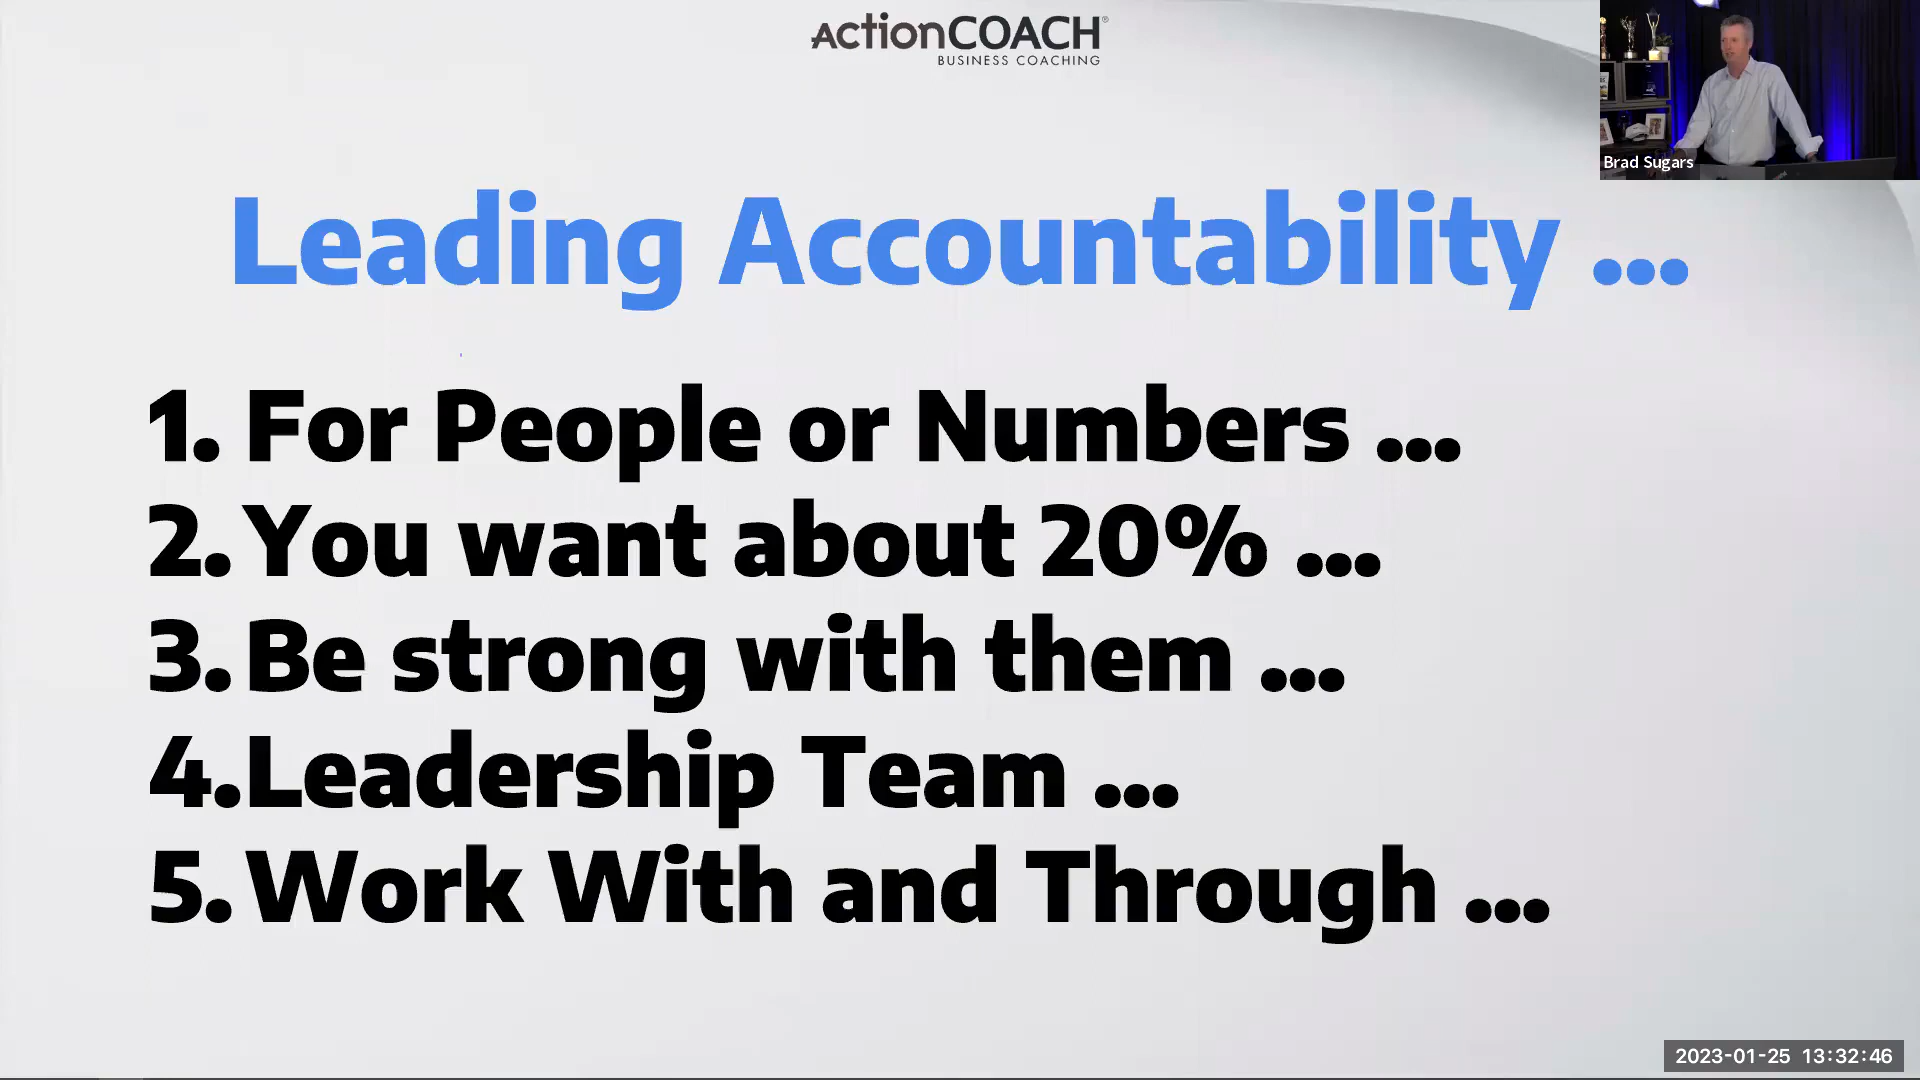 actionCOACH®
BUSINESS COACHING
Brad Sugars
Leading Accountability ...
1. For People or Numbers ...
2. You want about 20% ...
3. Be strong with them ...
4. Leadership Team ...
5. Work With and Through ...
2023-01-25 13:32:46